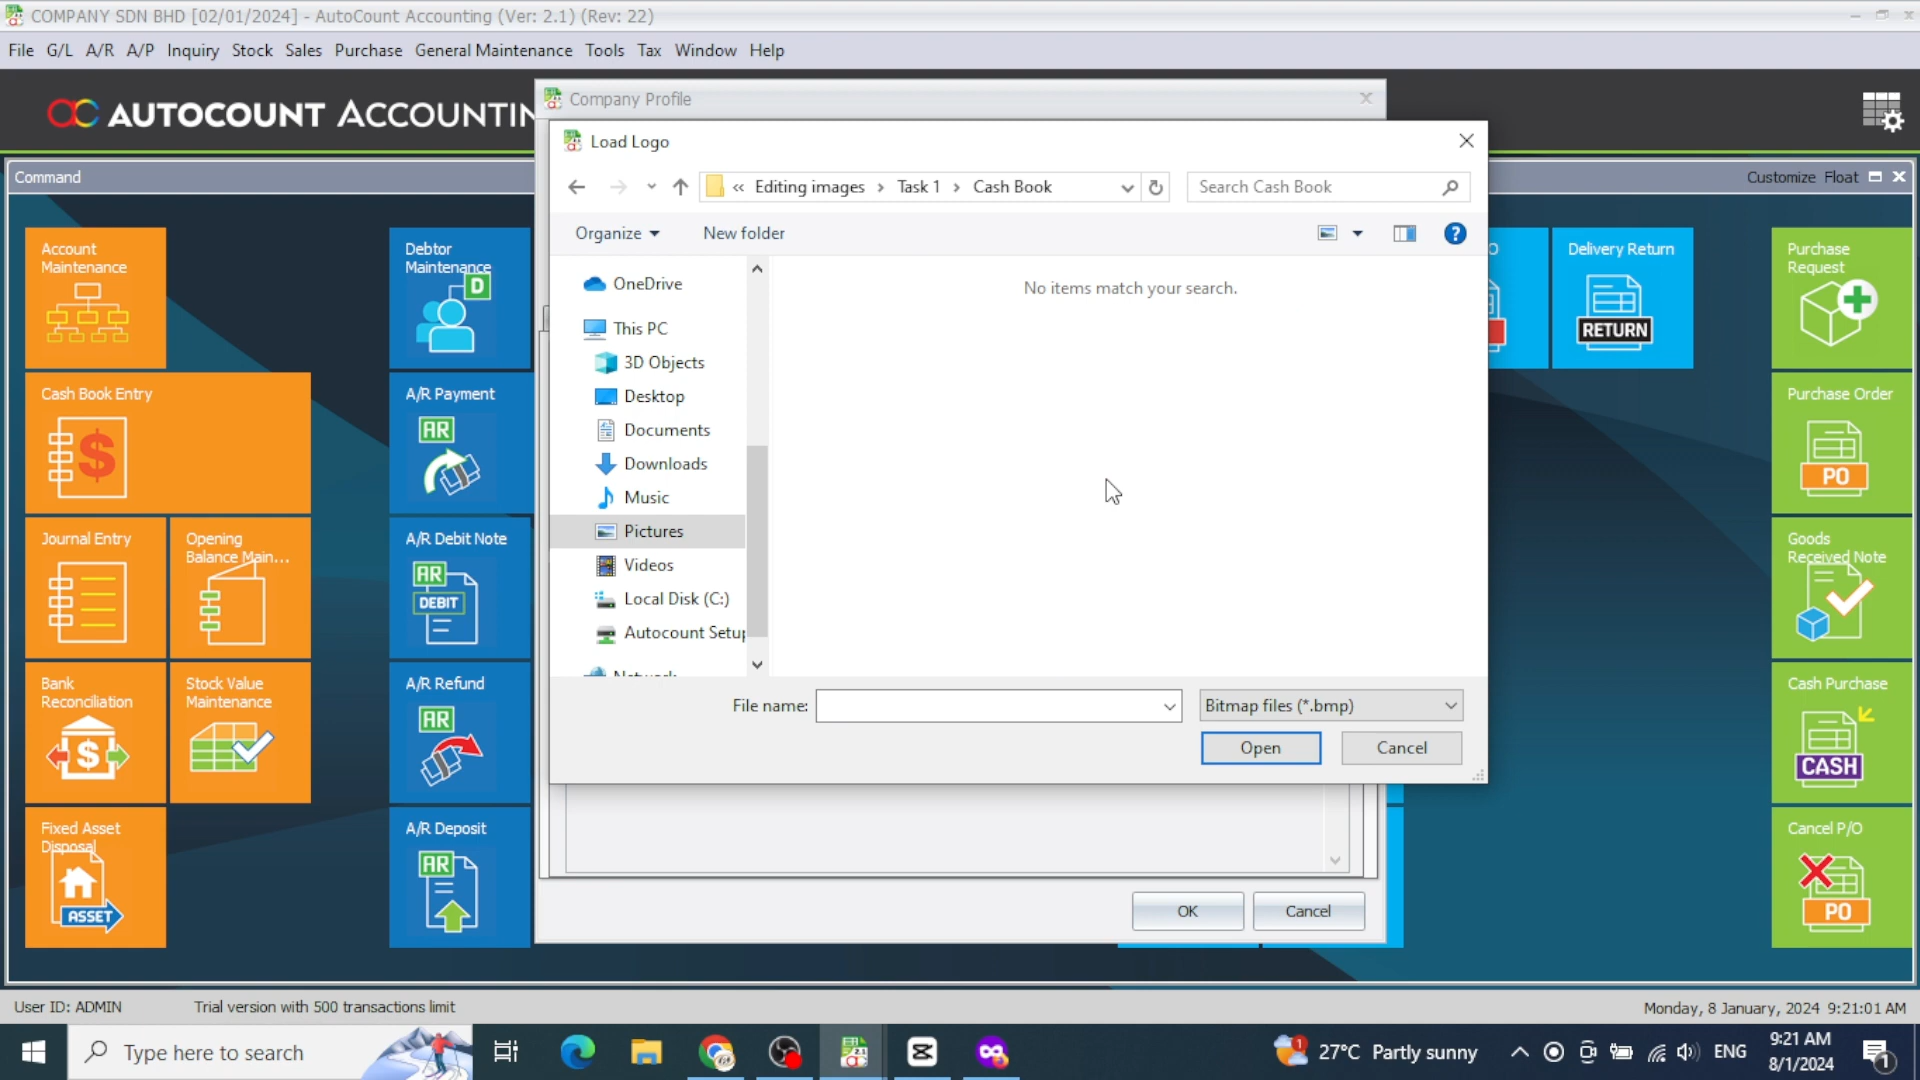 COMPANY SDN BHD [02/01/2024] - AutoCount Accounting (Ver: 2.1) (Rev: 22)
File G/L A/R A/P Inquiry Stock Sales Purchase General Maintenance Tools Tax Window Help
AUTOCOUNT ACCOUNTIN
Company Profile
Load Logo
Editing images > Task 1 > Cash Book
Search Cash Book
Organize
New folder
OneDrive
This PC
3D Objects
Desktop
Documents
Downloads
Music
Pictures
Videos
Local Disk (C:)
Autocount Setup
No items match your search.
File name:
Bitmap files (*.bmp)
Open
Cancel
OK
Cancel
Command
Customize Float
Account
Maintenance
Cash Book Entry
Journal Entry
Opening
Balance Main...
Bank
Reconciliation
Stock Value
Maintenance
Fixed Asset
Disposal
ASSET
Debtor
Maintenance
D
A/R Payment
AR
A/R Debit Note
AR
DEBIT
A/R Refund
AR
A/R Deposit
AR
Delivery Return
RETURN
Purchase
Request
Purchase Order
PO
Goods
Received Note
Cash Purchase
CASH
Cancel P/O
PO
User ID: ADMIN
Trial version with 500 transactions limit
Monday, 8 January, 2024 9:21:01 AM
Type here to search
27°C Partly sunny
ENG
9:21 AM
8/1/2024